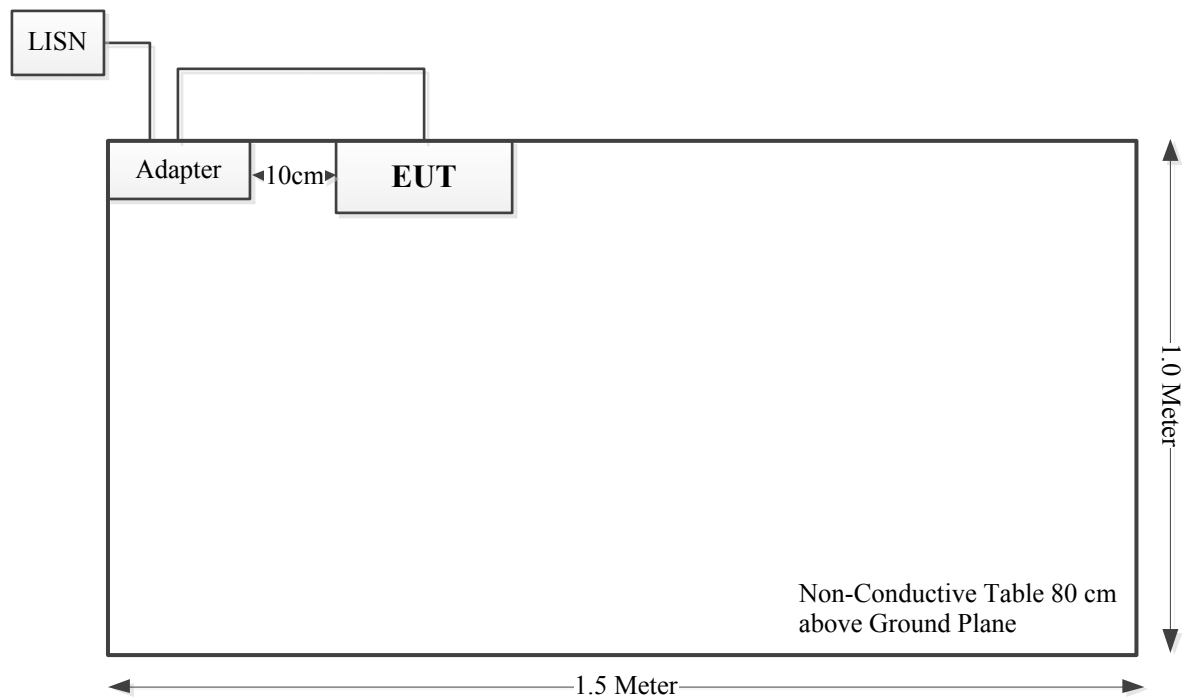 LISN
Adapter
10cm
EUT
1.0 Meter
Non-Conductive Table 80 cm
above Ground Plane
1.5 Meter